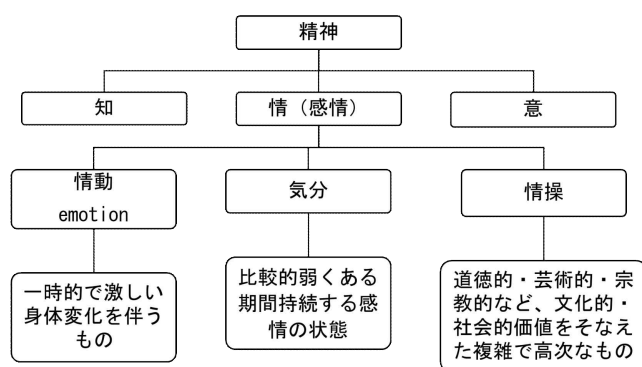 精神
知
情（感情）
意
情動
emotion
気分
情操
一時的で激しい
身体変化を伴う
もの
比較的弱くある
期間持続する感
情の状態
道徳的・芸術的・宗
教的など、文化的・
社会的価値をそなえ
た複雑で高次なもの